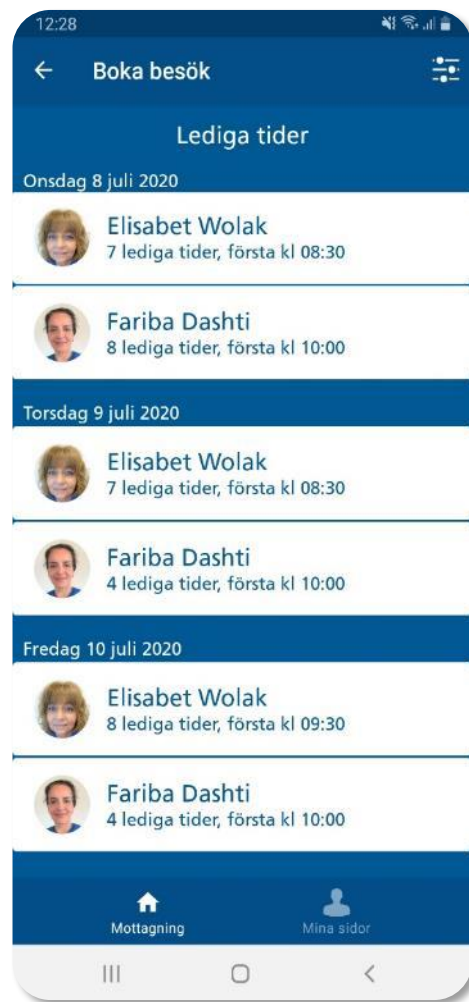 12:28
Boka besök
Lediga tider
Onsdag 8 juli 2020
Elisabet Wolak
7 lediga tider, första kl 08:30
Fariba Dashti
8 lediga tider, första kl 10:00
Torsdag 9 juli 2020
Elisabet Wolak
7 lediga tider, första kl 08:30
Fariba Dashti
4 lediga tider, första kl 10:00
Fredag 10 juli 2020
Elisabet Wolak
8 lediga tider, första kl 09:30
Fariba Dashti
4 lediga tider, första kl 10:00
Mottagning
Mina sidor